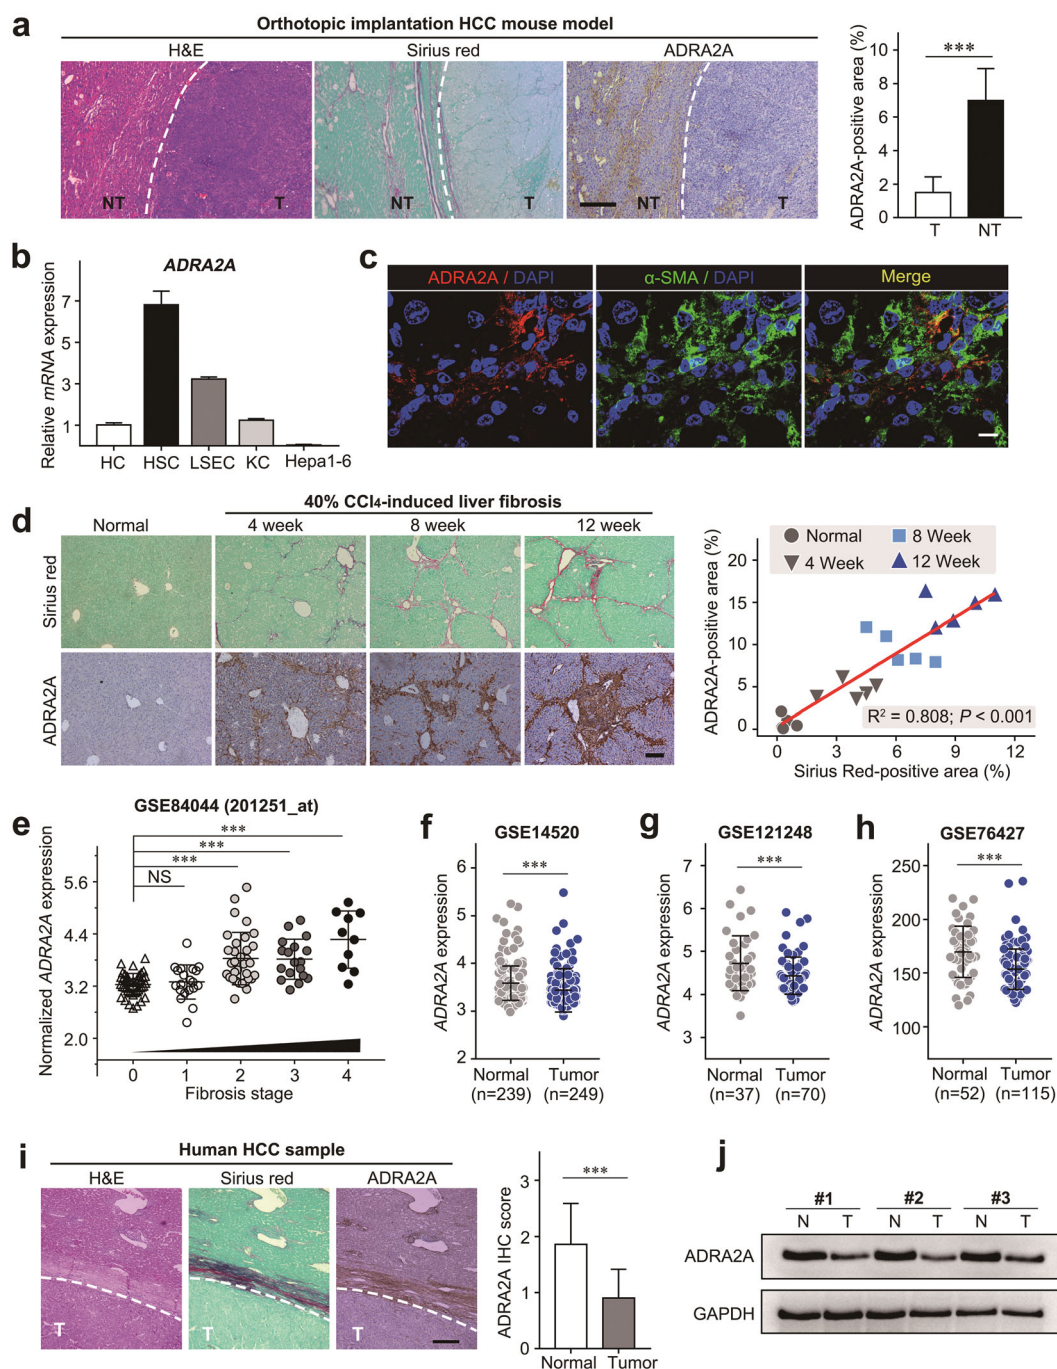 a
Orthotopic implantation HCC mouse model
H&E
Sirius red
ADRA2A
NT
T
NT
T
NT
T
ADRA2A-positive area (%)
10
8
6
4
2
0
***
T
NT
b
ADRA2A
Relative mRNA expression
7
5
3
1
HC
HSC
LSEC
KC
Hepa1-6
c
ADRA2A / DAPI
α-SMA / DAPI
Merge
d
40% CCl4-induced liver fibrosis
Normal
4 week
8 week
12 week
Sirius red
ADRA2A
ADRA2A-positive area (%)
20
15
10
5
0
Normal
8 Week
4 Week
12 Week
R2 = 0.808; P < 0.001
0
3
6
9
12
Sirius Red-positive area (%)
e
GSE84044 (201251_at)
Normalized ADRA2A expression
5.6
4.4
3.2
2.0
***
***
***
NS
0
1
2
3
4
Fibrosis stage
f
GSE14520
ADRA2A expression
6
5
4
3
2
***
Normal
(n=239)
Tumor
(n=249)
g
GSE121248
ADRA2A expression
7
6
5
4
3
***
Normal
(n=37)
Tumor
(n=70)
h
GSE76427
ADRA2A expression
250
200
150
100
***
Normal
(n=52)
Tumor
(n=115)
i
Human HCC sample
H&E
Sirius red
ADRA2A
T
T
T
ADRA2A IHC score
3
2
1
0
***
Normal
Tumor
j
#1
#2
#3
N
T
N
T
N
T
ADRA2A
GAPDH